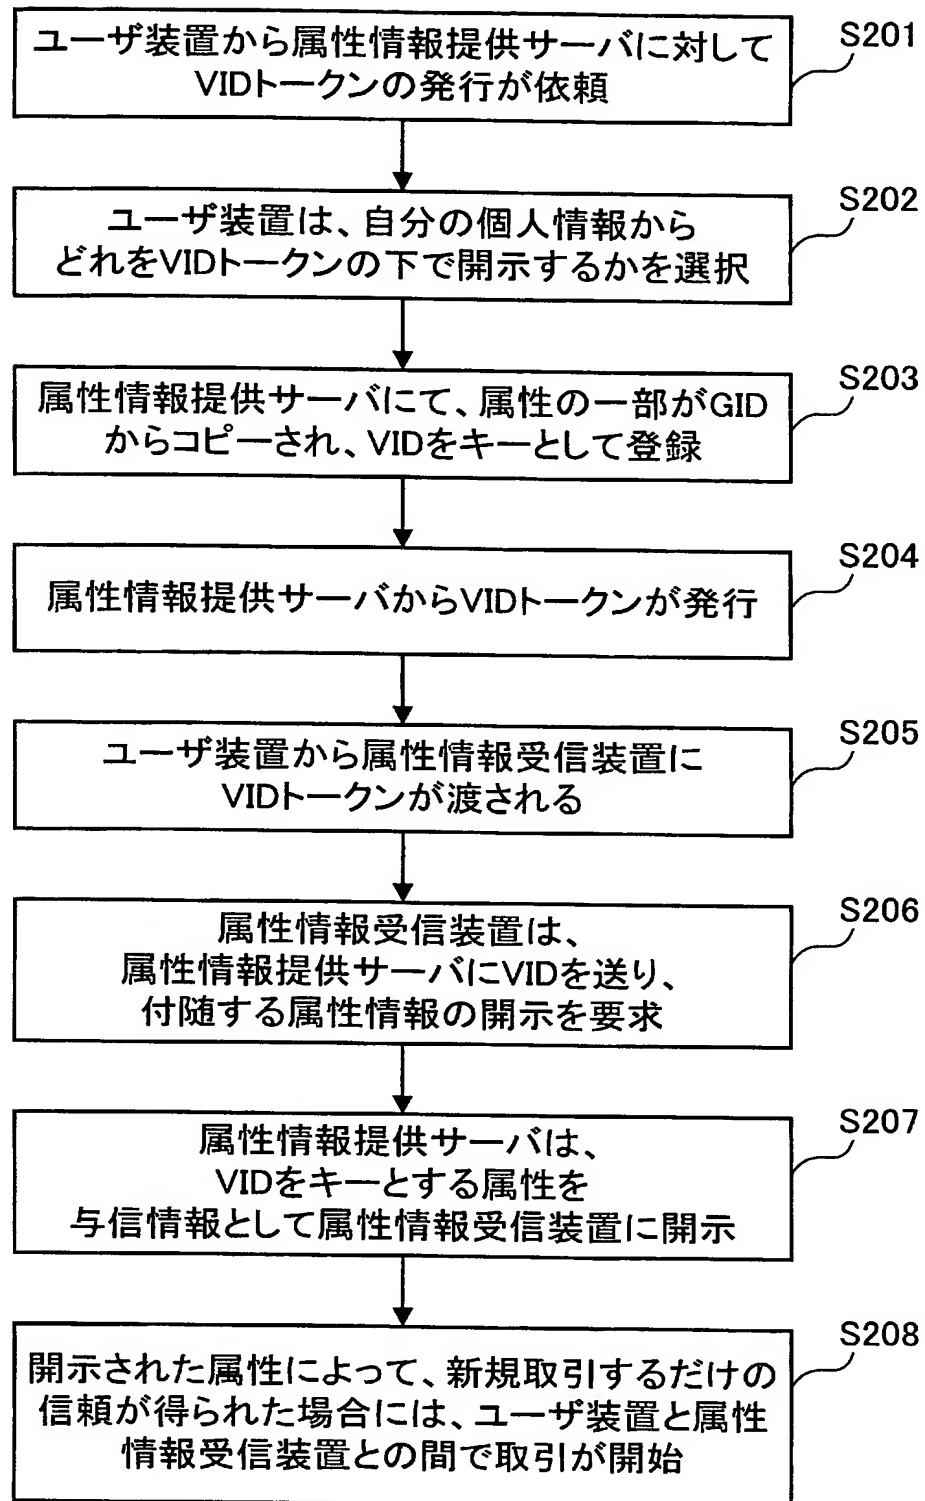 ユーザ装置から属性情報提供サーバに対して
VIDトークンの発行が依頼
S201
ユーザ装置は、自分の個人情報から
どれをVIDトークンの下で開示するかを選択
S202
属性情報提供サーバにて、属性の一部がGID
からコピーされ、VIDをキーとして登録
S203
属性情報提供サーバからVIDトークンが発行
S204
ユーザ装置から属性情報受信装置に
VIDトークンが渡される
S205
属性情報受信装置は、
属性情報提供サーバにVIDを送り、
付随する属性情報の開示を要求
S206
属性情報提供サーバは、
VIDをキーとする属性を
与信情報として属性情報受信装置に開示
S207
開示された属性によって、新規取引するだけの
信頼が得られた場合には、ユーザ装置と属性
情報受信装置との間で取引が開始
S208